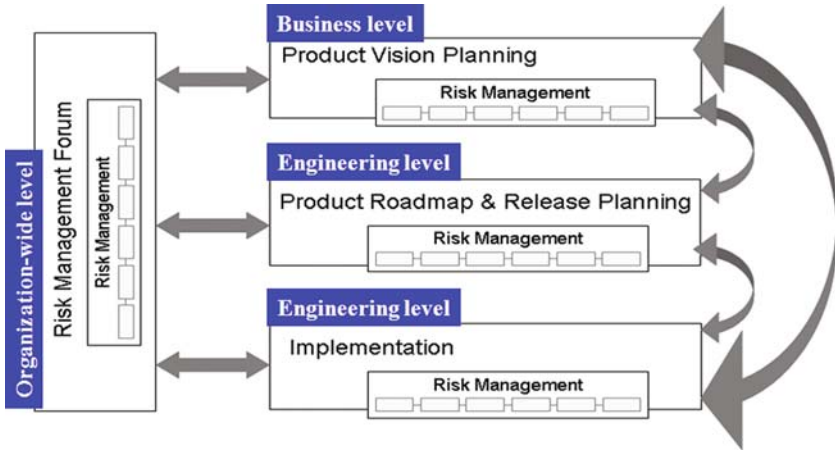 Organization-wide level
Risk Management Forum
Risk Management
Business level
Product Vision Planning
Risk Management
Engineering level
Product Roadmap & Release Planning
Risk Management
Engineering level
Implementation
Risk Management